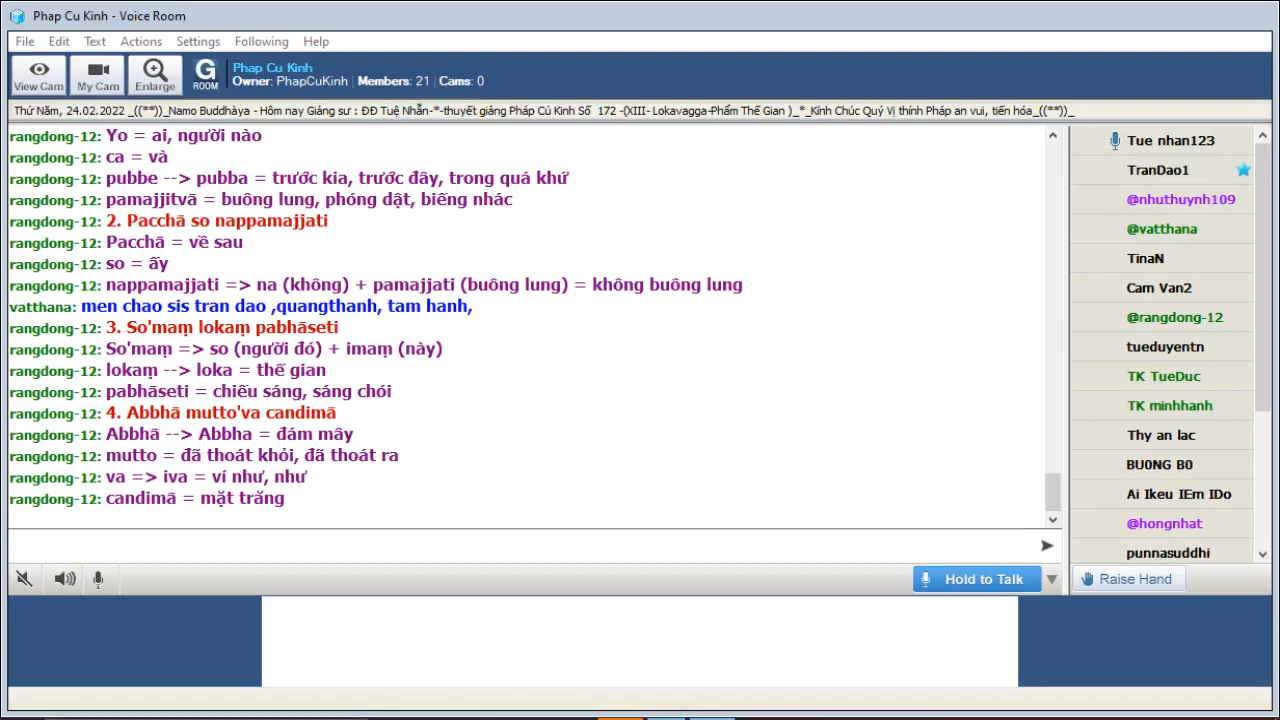 Phap Cu Kinh - Voice Room
File Edit Text Actions Settings Following Help
View Cam My Cam Enlarge G ROOM
Phap Cu Kinh
Owner: PhapCuKinh | Members: 21 | Cams: 0
Thứ Năm, 24.02.2022 _((**))_Namo Buddhàya - Hôm nay Giảng sư : ĐĐ Tuệ Nhẫn-*-thuyết giảng Pháp Cú Kinh Số 172 -(XIII- Lokavagga-Phẩm Thế Gian )_*_Kính Chúc Quý Vị thính Pháp an vui, tiến hóa_((**))_
rangdong-12: Yo = ai, người nào
rangdong-12: ca = và
rangdong-12: pubbe --> pubba = trước kia, trước đây, trong quá khứ
rangdong-12: pamajjitvā = buông lung, phóng dật, biếng nhác
rangdong-12: 2. Pacchā so nappamajjati
rangdong-12: Pacchā = về sau
rangdong-12: so = ấy
rangdong-12: nappamajjati => na (không) + pamajjati (buông lung) = không buông lung
vatthana: men chao sis tran dao ,quangthanh, tam hanh,
rangdong-12: 3. So'maṃ lokaṃ pabhāseti
rangdong-12: So'maṃ => so (người đó) + imaṃ (này)
rangdong-12: lokaṃ --> loka = thế gian
rangdong-12: pabhāseti = chiếu sáng, sáng chói
rangdong-12: 4. Abbhā mutto'va candimā
rangdong-12: Abbhā --> Abbha = đám mây
rangdong-12: mutto = đã thoát khỏi, đã thoát ra
rangdong-12: va => iva = ví như, như
rangdong-12: candimā = mặt trăng
Tue nhan123
TranDao1
@nhuthuynh109
@vatthana
TinaN
Cam Van2
@rangdong-12
tueduyentn
TK TueDuc
TK minhhanh
Thy an lac
BU0NG B0
Ai Ikeu IEm IDo
@hongnhat
punnasuddhi
Hold to Talk
Raise Hand